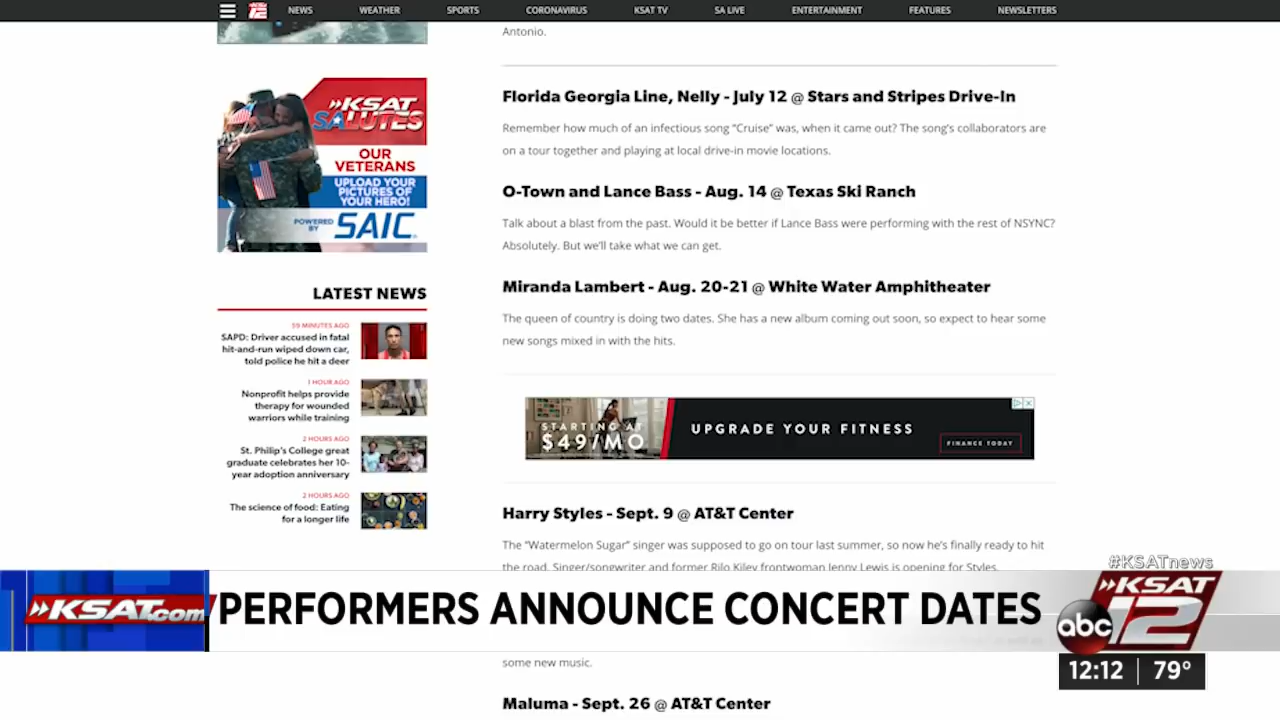 12
NEWS
WEATHER
SPORTS
CORONAVIRUS
KSAT TV
SA LIVE
ENTERTAINMENT
FEATURES
NEWSLETTERS
KSAT
SALUTES
OUR
VETERANS
UPLOAD YOUR
PICTURES OF
YOUR HERO!
POWERED
BY
SAIC
LATEST NEWS
59 MINUTES AGO
SAPD: Driver accused in fatal
hit-and-run wiped down car,
told police he hit a deer
1 HOUR AGO
Nonprofit helps provide
therapy for wounded
warriors while training
2 HOURS AGO
St. Philip's College great
graduate celebrates her 10-
year adoption anniversary
2 HOURS AGO
The science of food: Eating
for a longer life
Antonio.
Florida Georgia Line, Nelly - July 12 @ Stars and Stripes Drive-In
Remember how much of an infectious song “Cruise” was, when it came out? The song's collaborators are
on a tour together and playing at local drive-in movie locations.
O-Town and Lance Bass - Aug. 14 @ Texas Ski Ranch
Talk about a blast from the past. Would it be better if Lance Bass were performing with the rest of NSYNC?
Absolutely. But we'll take what we can get.
Miranda Lambert - Aug. 20-21 @ White Water Amphitheater
The queen of country is doing two dates. She has a new album coming out soon, so expect to hear some
new songs mixed in with the hits.
STARTING AT
$49/MO
UPGRADE YOUR FITNESS
FINANCE TODAY
Harry Styles - Sept. 9 @ AT&T Center
The “Watermelon Sugar” singer was supposed to go on tour last summer, so now he's finally ready to hit
the road. Singer/songwriter and former Rilo Kiley frontwoman Jenny Lewis is opening for Styles.
#KSATnews
KSAT.com
PERFORMERS ANNOUNCE CONCERT DATES
KSAT
abc
12
some new music.
12:12
79°
Maluma - Sept. 26 @ AT&T Center